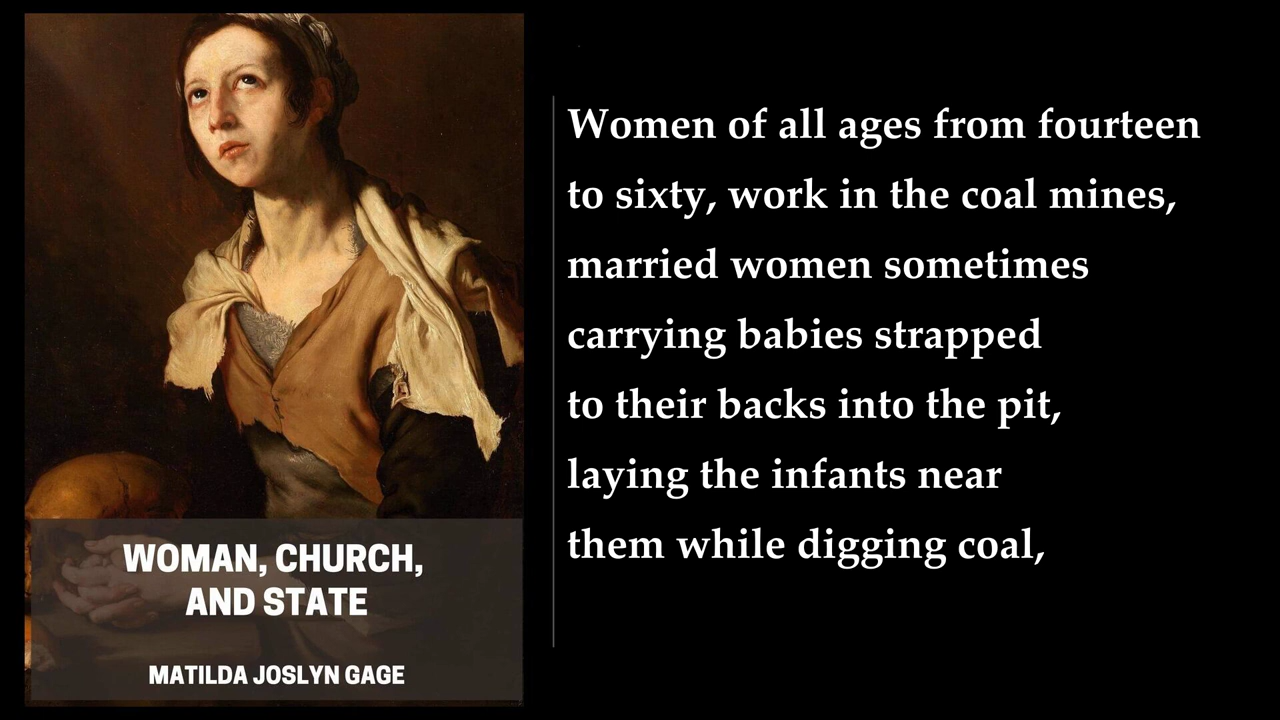 Women of all ages from fourteen
to sixty, work in the coal mines,
married women sometimes
carrying babies strapped
to their backs into the pit,
laying the infants near
them while digging coal,
WOMAN, CHURCH,
AND STATE
MATILDA JOSLYN GAGE